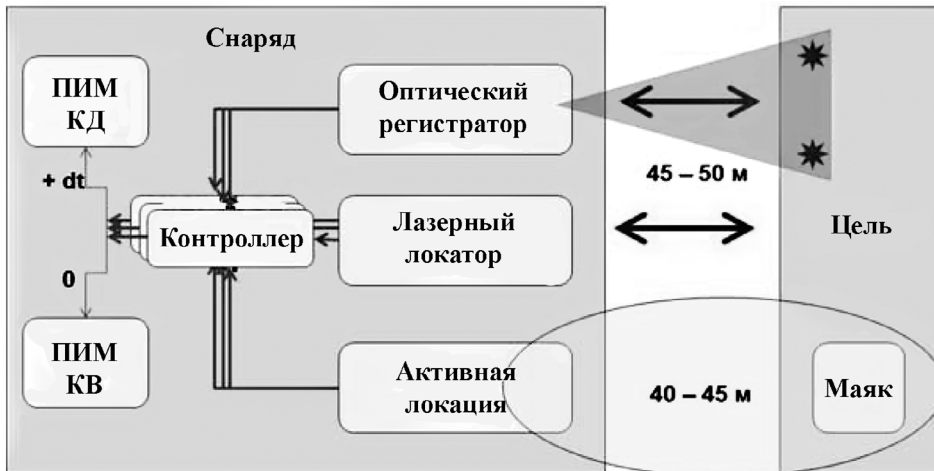 Снаряд
ПИМ
КД
Оптический
регистратор
+ dt
45 – 50 м
Контроллер
Лазерный
локатор
Цель
0
ПИМ
КВ
Активная
локация
40 – 45 м
Маяк